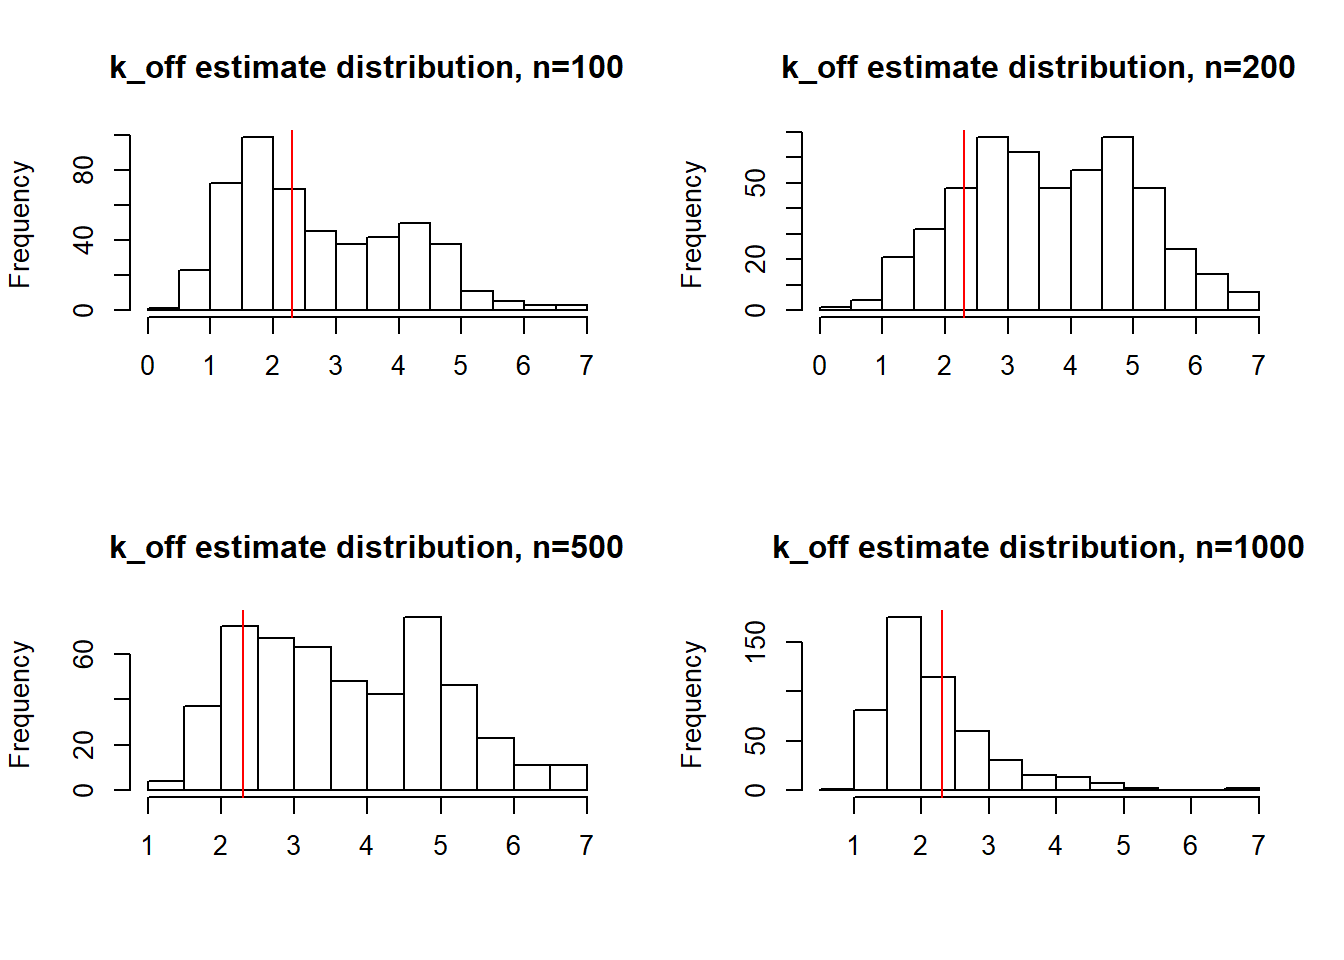 k_off estimate distribution, n=100
Frequency
0 40 80
0 1 2 3 4 5 6 7
k_off estimate distribution, n=200
Frequency
0 20 50
0 1 2 3 4 5 6 7
k_off estimate distribution, n=500
Frequency
0 20 60
1 2 3 4 5 6 7
k_off estimate distribution, n=1000
Frequency
0 50 150
1 2 3 4 5 6 7